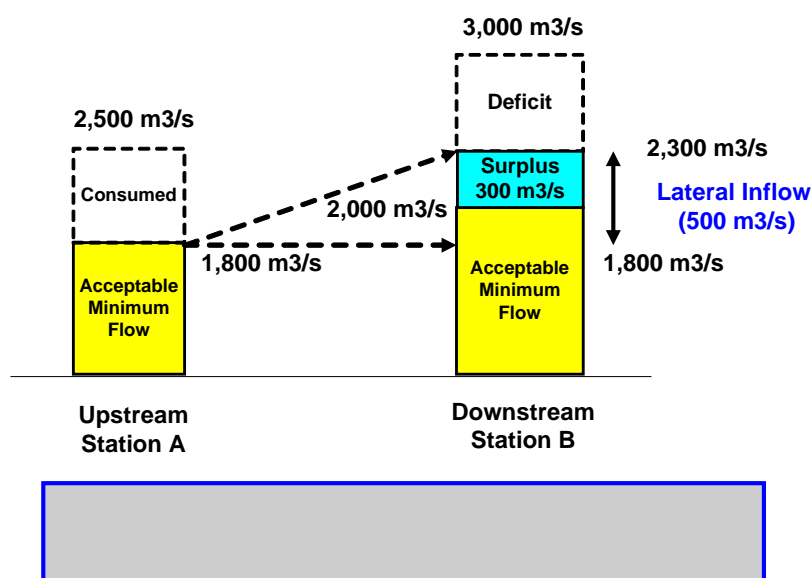 3,000 m3/s
Deficit
2,500 m3/s
Consumed
2,300 m3/s
Surplus
300 m3/s
Lateral Inflow
(500 m3/s)
2,000 m3/s
1,800 m3/s
1,800 m3/s
Acceptable
Minimum
Flow
Acceptable
Minimum
Flow
Upstream
Station A
Downstream
Station B